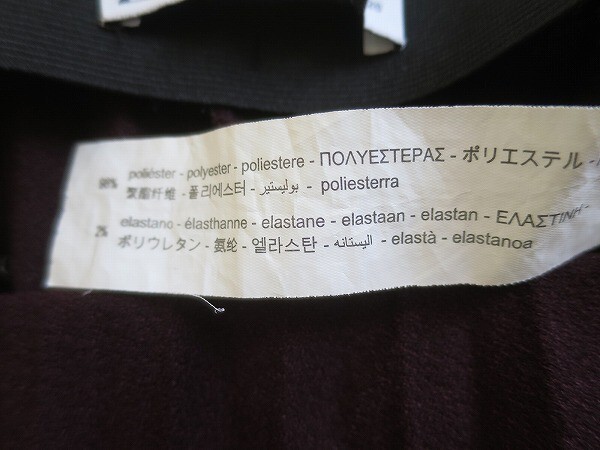 98% poliéster - polyester - poliestere - ΠΟΛΥΕΣΤΕΡΑΣ - ポリエステル -
聚酯纤维 - 폴리에스터 - بوليستير - poliesterra
2% elastano - élasthanne - elastane - elastaan - elastan - ΕΛΑΣΤΙΝΗ -
ポリウレタン - 氨纶 - 엘라스탄 - اليستانه - elastà - elastanoa